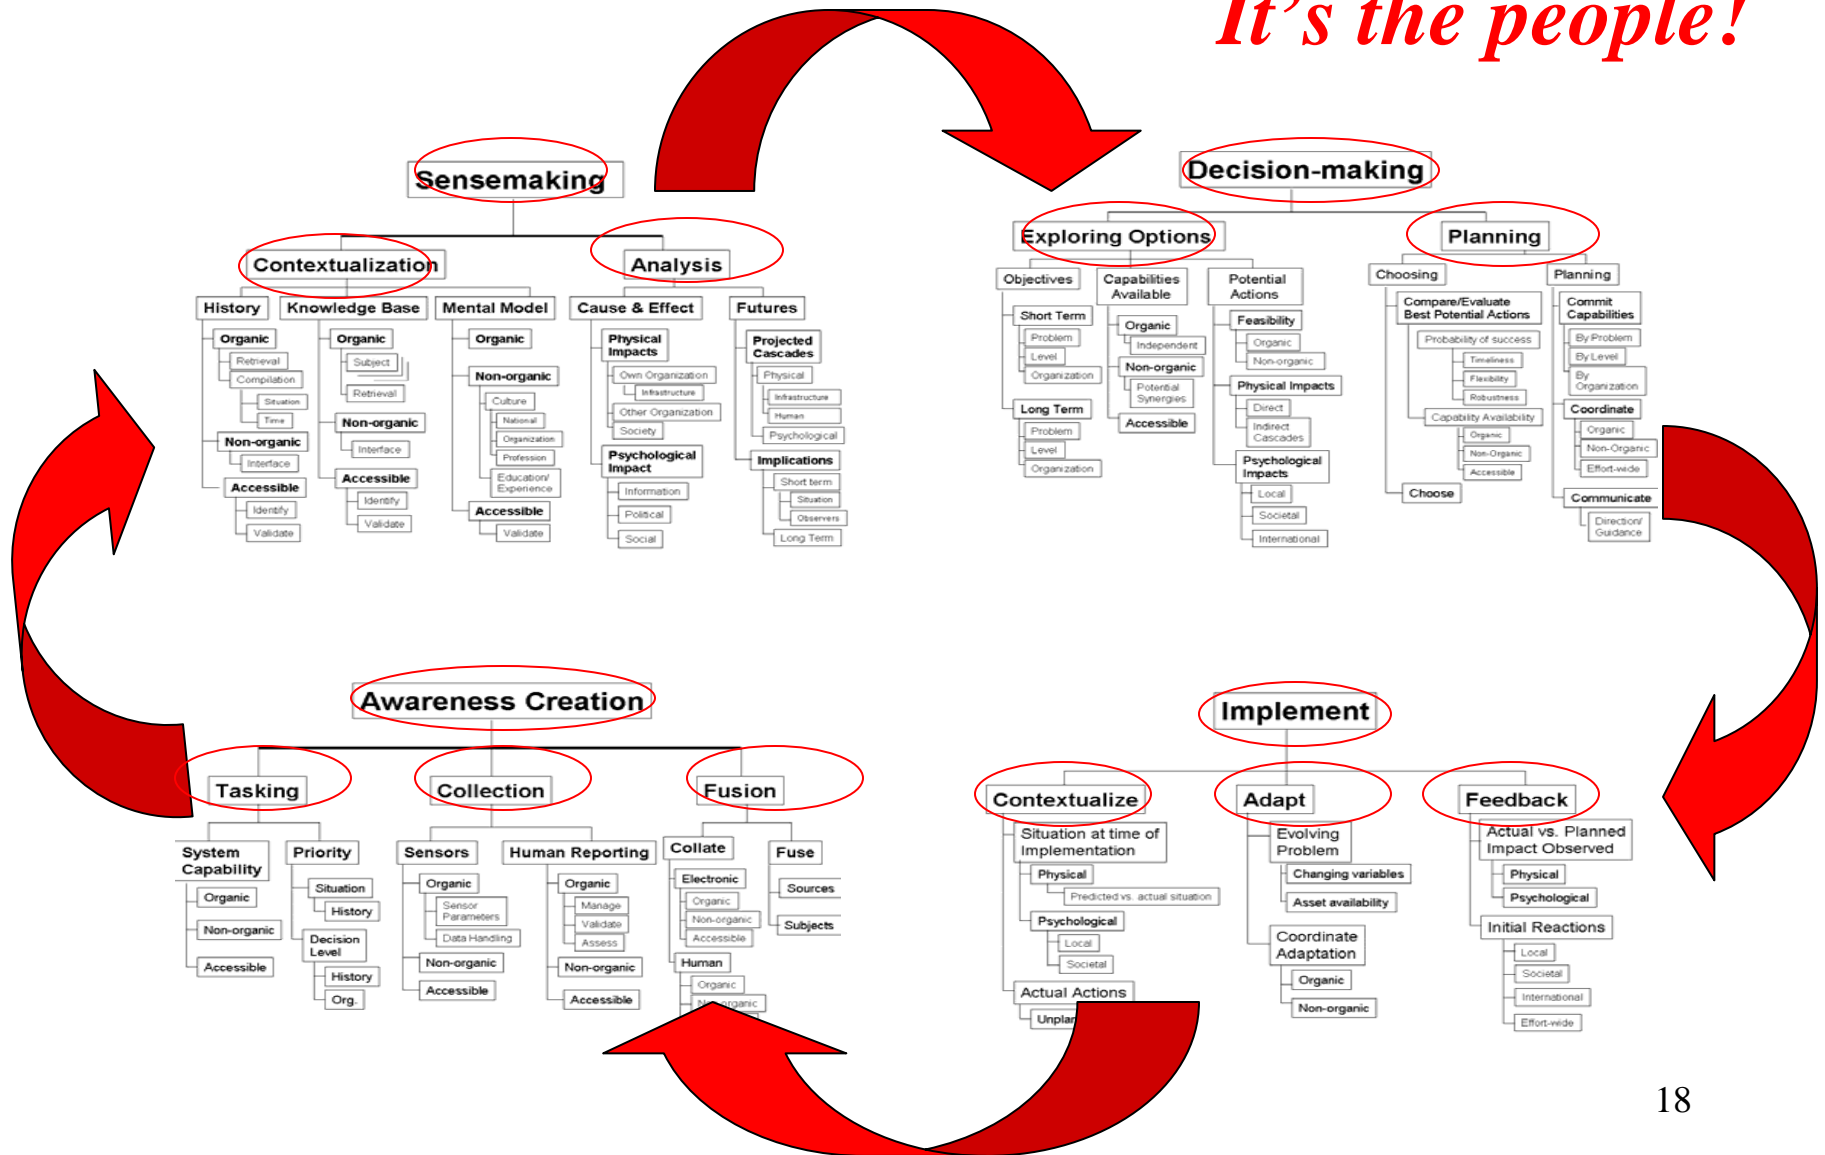 It's the people!
Sensemaking
Contextualization
Analysis
History
Knowledge Base
Mental Model
Cause & Effect
Futures
Organic
Retrieval
Compilation
Situation
Time
Non-organic
Interface
Accessible
Identify
Validate
Organic
Subject
Retrieval
Non-organic
Interface
Accessible
Identify
Validate
Organic
Non-organic
Culture
National
Organization
Profession
Education/
Experience
Accessible
Validate
Physical
Impacts
Own Organization
Infrastructure
Other Organization
Society
Psychological
Impact
Information
Political
Social
Projected
Cascades
Physical
Infrastructure
Human
Psychological
Implications
Short term
Situation
Observers
Long Term
Decision-making
Exploring Options
Planning
Objectives
Short Term
Problem
Level
Organization
Long Term
Problem
Level
Organization
Capabilities
Available
Organic
Independent
Non-organic
Potential
Synergies
Accessible
Potential
Actions
Feasibility
Organic
Non-organic
Physical Impacts
Direct
Indirect
Cascades
Psychological
Impacts
Local
Societal
International
Choosing
Compare/Evaluate
Best Potential Actions
Probability of success
Timeliness
Flexibility
Robustness
Capability Availability
Organic
Non-Organic
Accessible
Choose
Planning
Commit
Capabilities
By Problem
By Level
By
Organization
Coordinate
Organic
Non-Organic
Effort-wide
Communicate
Direction/
Guidance
Awareness Creation
Tasking
Collection
Fusion
System
Capability
Organic
Non-organic
Accessible
Priority
Situation
History
Decision
Level
History
Org.
Sensors
Organic
Sensor
Parameters
Data Handling
Non-organic
Accessible
Human Reporting
Organic
Manage
Validate
Assess
Non-organic
Accessible
Collate
Electronic
Organic
Non-organic
Accessible
Human
Organic
Non-organic
Fuse
Sources
Subjects
Implement
Contextualize
Adapt
Feedback
Situation at time of
Implementation
Physical
Predicted vs. actual situation
Psychological
Local
Societal
Actual Actions
Evolving
Problem
Changing variables
Asset availability
Coordinate
Adaptation
Organic
Non-organic
Actual vs. Planned
Impact Observed
Physical
Psychological
Initial Reactions
Local
Societal
International
Effort-wide
18